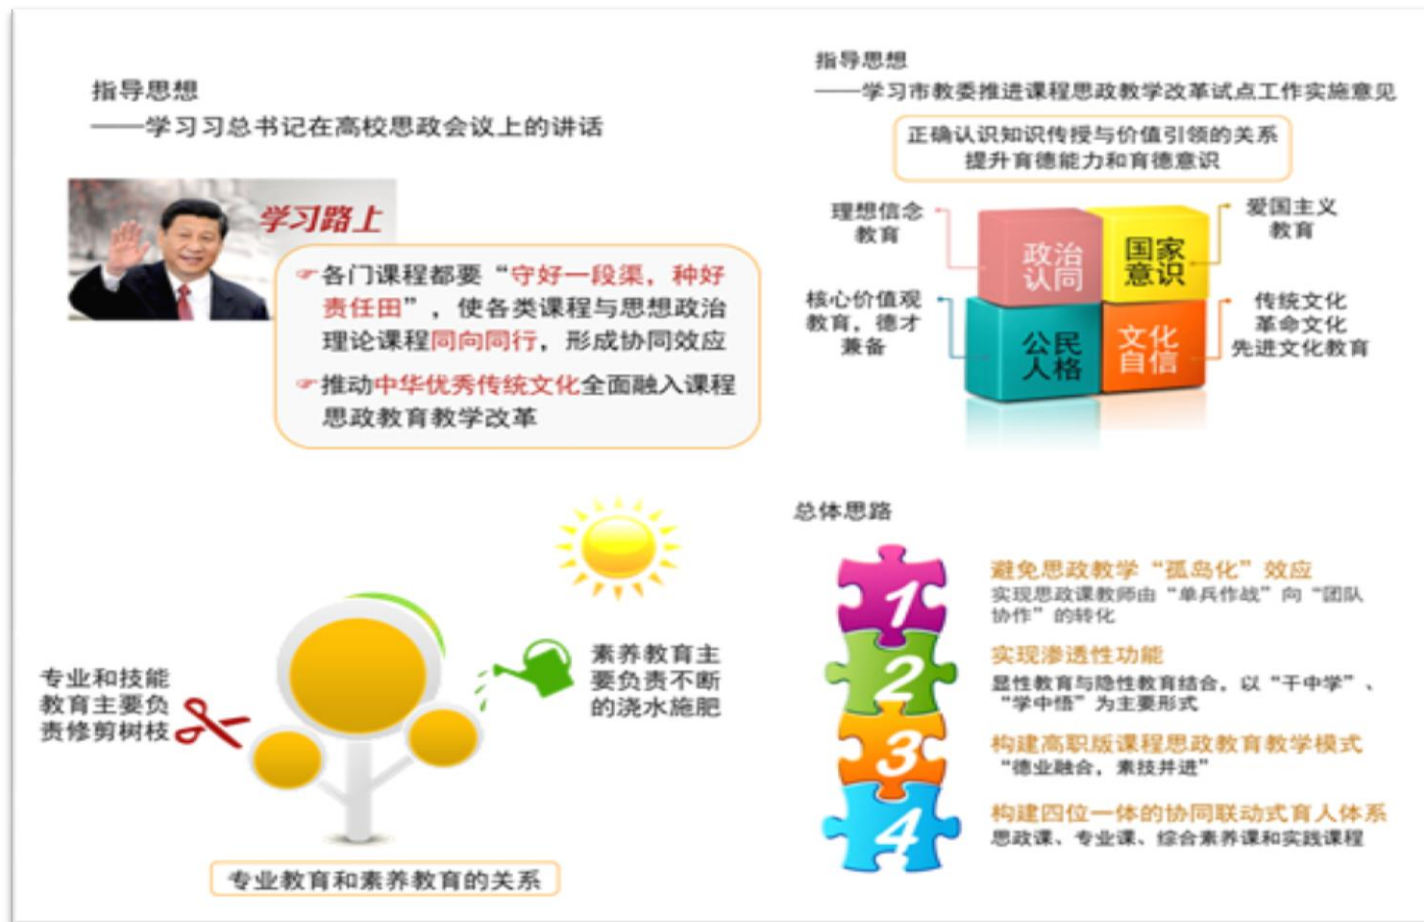 指导思想
——学习习总书记在高校思政会议上的讲话
学习路上
各门课程都要“守好一段渠，种好
责任田”，使各类课程与思想政治
理论课程同向同行，形成协同效应
推动中华优秀传统文化全面融入课程
思政教育教学改革
指导思想
——学习市教委推进课程思政教学改革试点工作实施意见
正确认识知识传授与价值引领的关系
提升育德能力和育德意识
理想信念
教育
爱国主义
教育
政治
认同
国家
意识
核心价值观
教育，德才
兼备
公民
人格
文化
自信
传统文化
革命文化
先进文化教育
专业和技能
教育主要负
责修剪树枝
素养教育主
要负责不断
的浇水施肥
专业教育和素养教育的关系
总体思路
1
避免思政教学“孤岛化”效应
实现思政课教师由“单兵作战”向“团队
协作”的转化
2
实现渗透性功能
显性教育与隐性教育结合，以“干中学”、
“学中悟”为主要形式
3
构建高职版课程思政教育教学模式
“德业融合，素技并进”
4
构建四位一体的协同联动式育人体系
思政课、专业课、综合素养课和实践课程